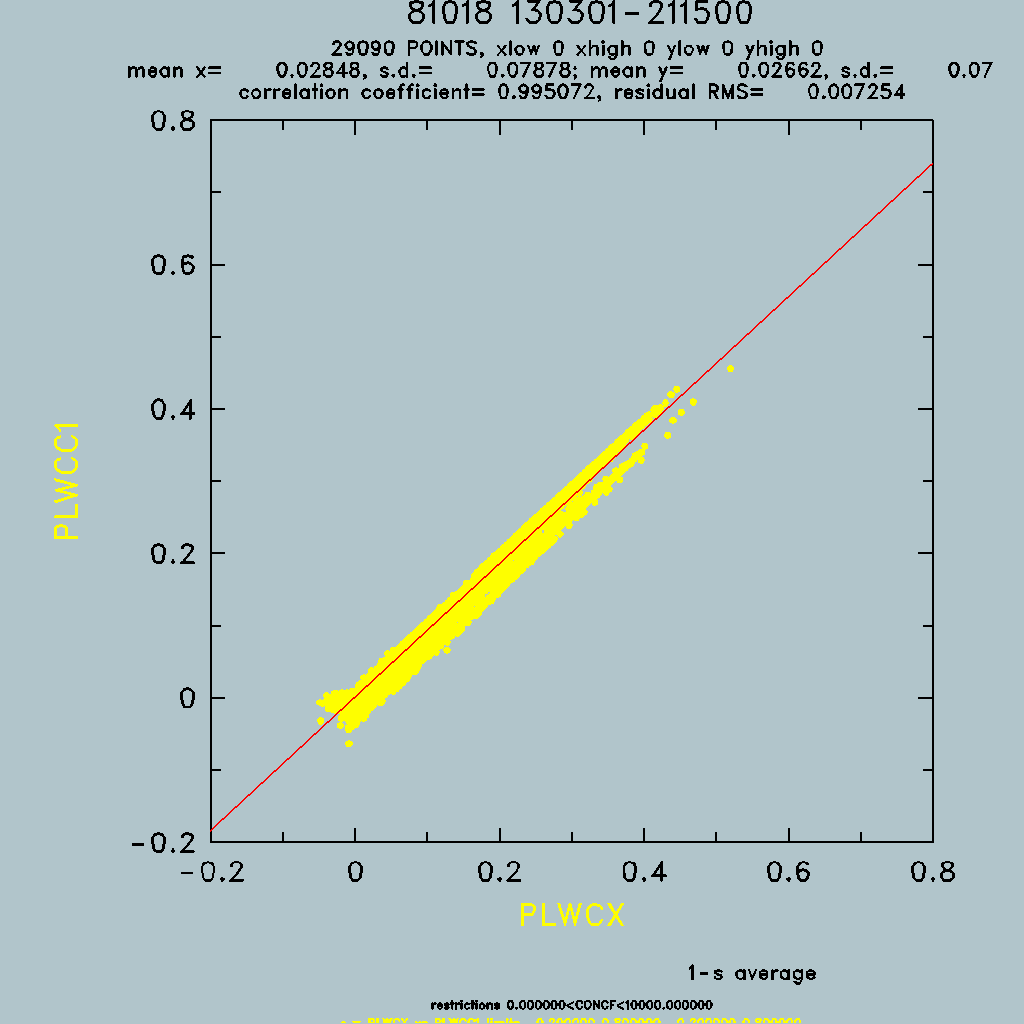 81018 130301-211500
29090 POINTS, xlow 0 xhigh 0 ylow 0 yhigh 0
mean x= 0.02848, s.d.= 0.07878; mean y= 0.02662, s.d.= 0.07
correlation coefficient= 0.995072, residual RMS= 0.007254
0.8
0.6
0.4
0.2
0
-0.2
PLWCC1
-0.2 0 0.2 0.4 0.6 0.8
PLWCX
1-s average
restrictions 0.000000<CONCF<10000.000000